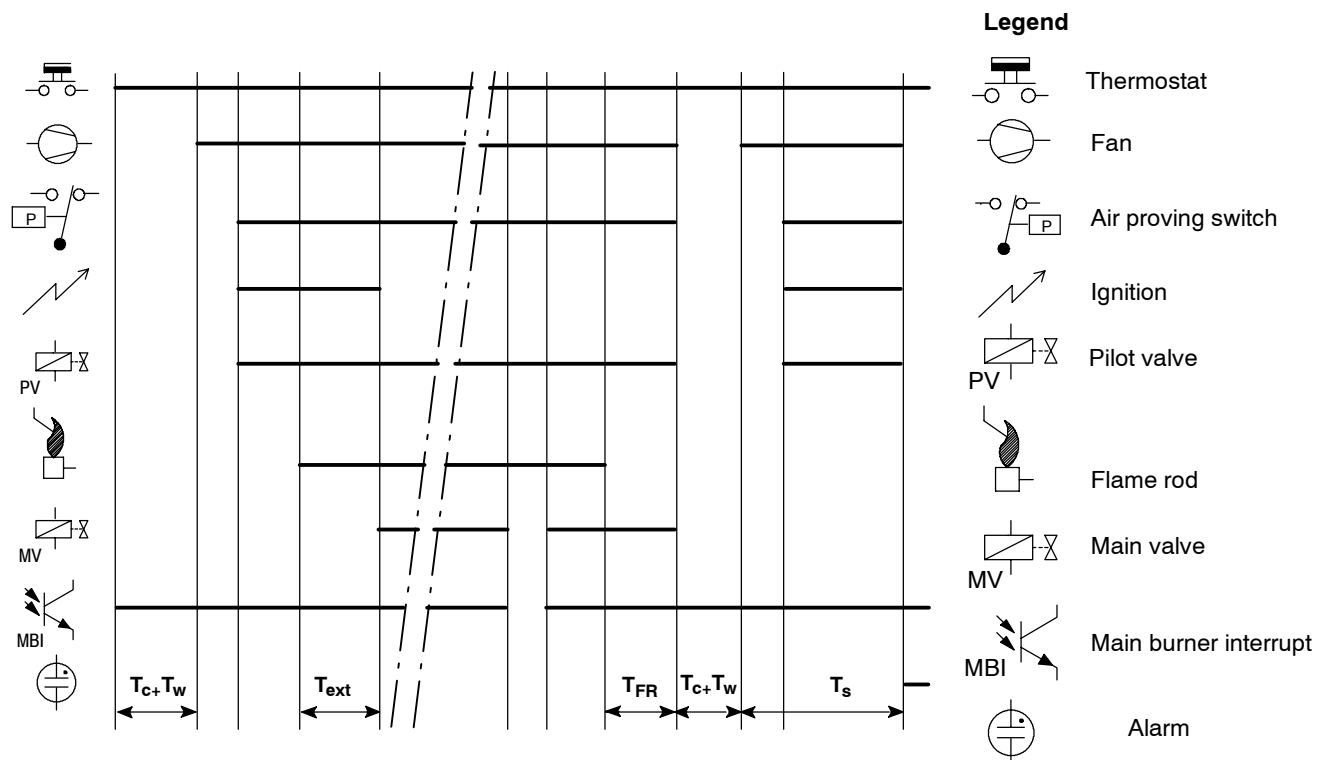 Legend
Thermostat
Fan
P
P
Air proving switch
Ignition
PV
PV
Pilot valve
Flame rod
MV
MV
Main valve
MBI
MBI
Main burner interrupt
Tc+Tw
Text
TFR
Tc+Tw
Ts
Alarm